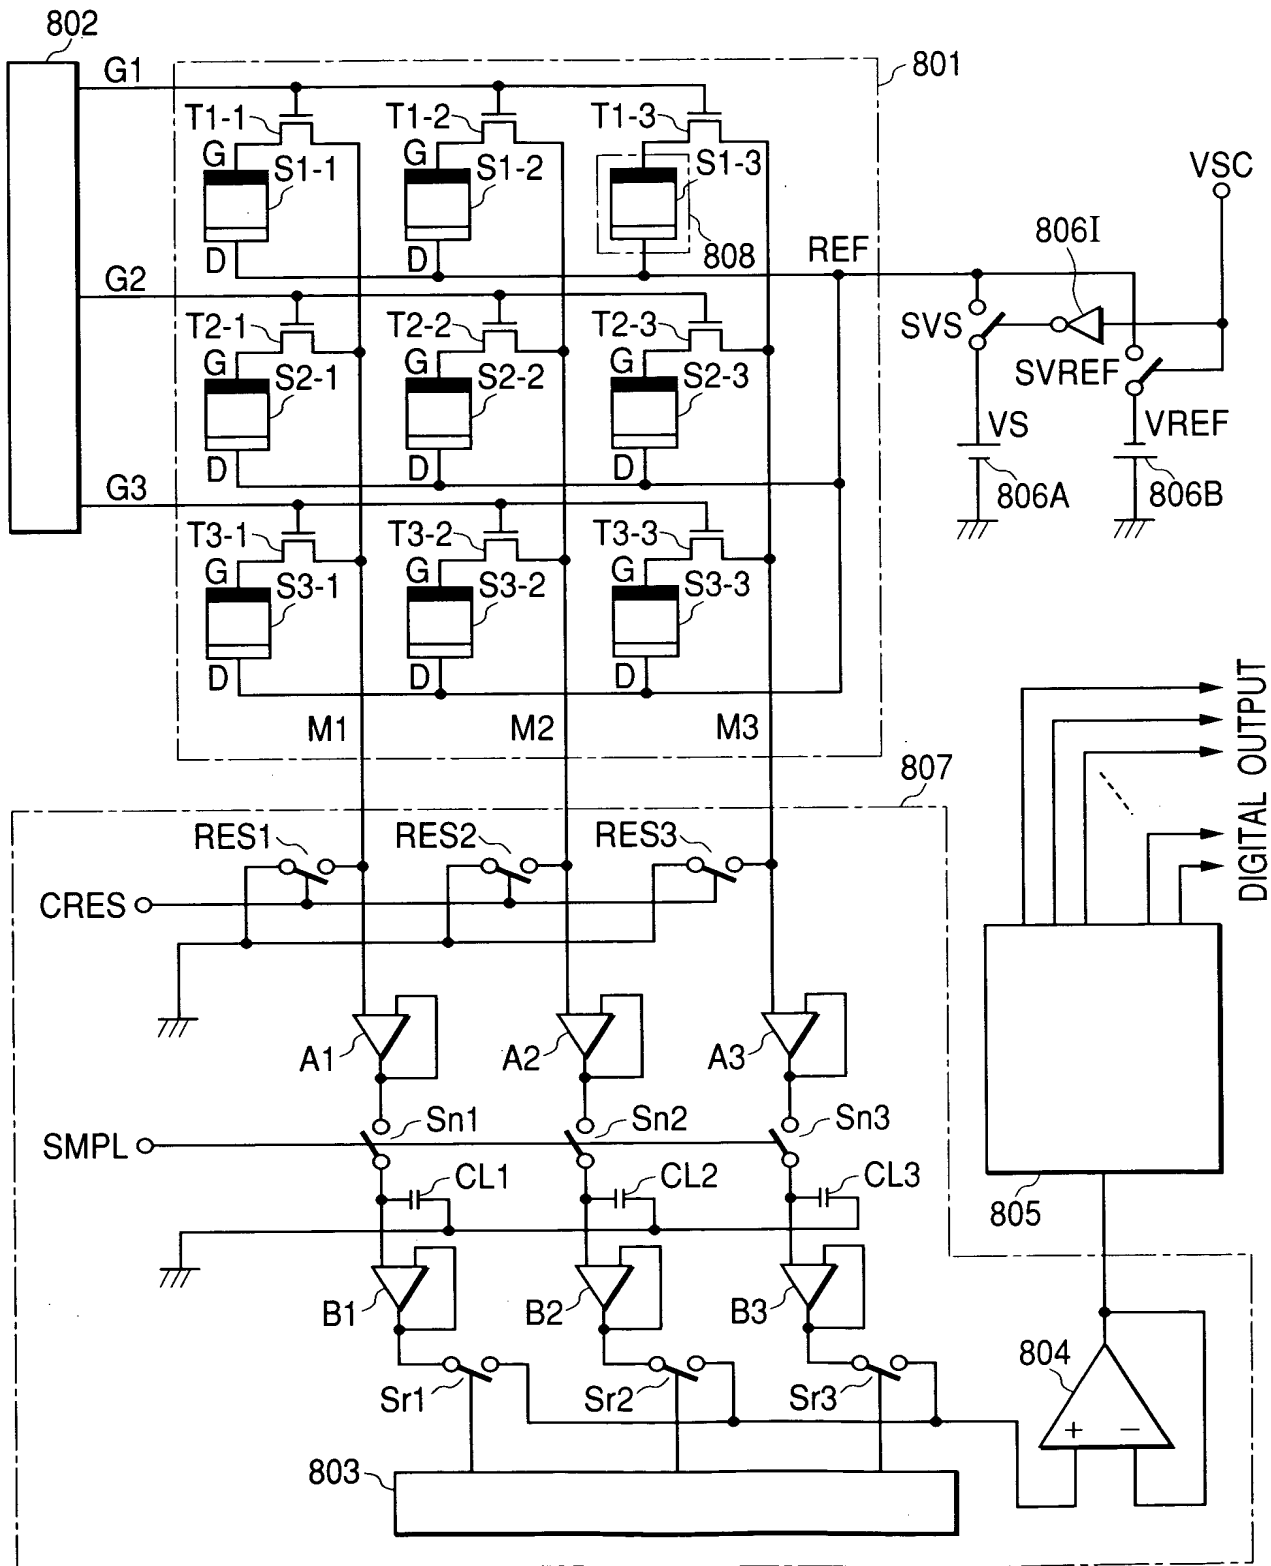 802
G1
801
T1-1
T1-2
T1-3
G
S1-1
G
S1-2
S1-3
VSC
806I
D
D
808
REF
G2
T2-1
T2-2
T2-3
SVS
G
S2-1
G
S2-2
G
S2-3
SVREF
VS
VREF
D
D
D
806A
806B
G3
T3-1
T3-2
T3-3
G
S3-1
G
S3-2
G
S3-3
D
D
D
M1
M2
M3
DIGITAL OUTPUT
807
RES1
RES2
RES3
CRES
A1
A2
A3
Sn1
Sn2
Sn3
SMPL
CL1
CL2
CL3
805
B1
B2
B3
804
Sr1
Sr2
Sr3
+ −
803